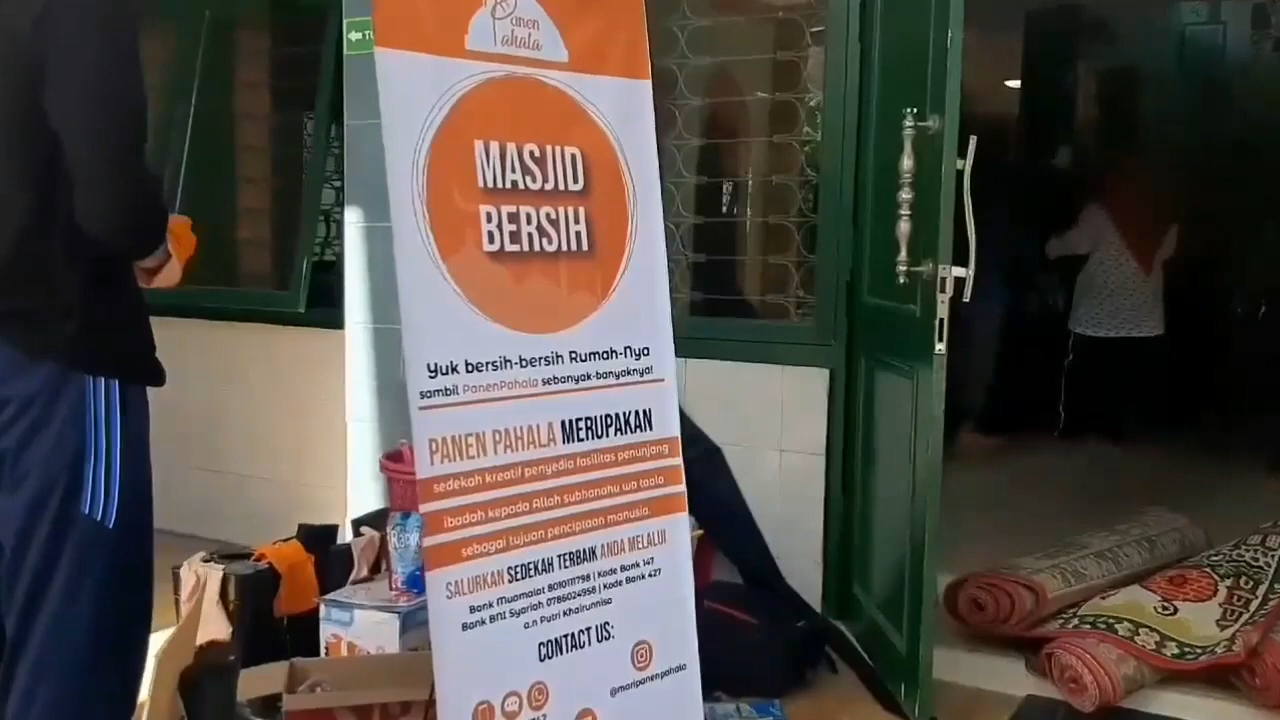 Panen
Pahala
MASJID
BERSIH
Yuk bersih-bersih Rumah-Nya
sambil PanenPahala sebanyak-banyaknya!
PANEN PAHALA MERUPAKAN
sedekah kreatif penyedia fasilitas penunjang
ibadah kepada Allah subhanahu wa taala
sebagai tujuan penciptaan manusia.
SALURKAN SEDEKAH TERBAIK ANDA MELALUI
Bank Muamalat 8010111798 | Kode Bank 147
Bank BNI Syariah 0786024958 | Kode Bank 427
a.n Putri Khairunnisa
CONTACT US:
@maripanenpahala